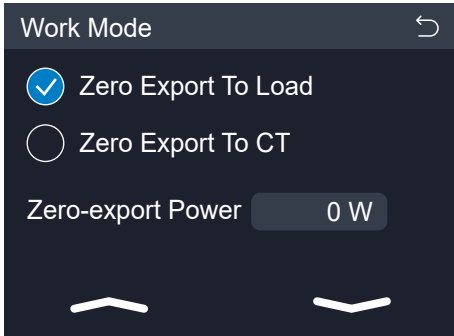 Work Mode
Zero Export To Load
Zero Export To CT
Zero-export Power 0 W